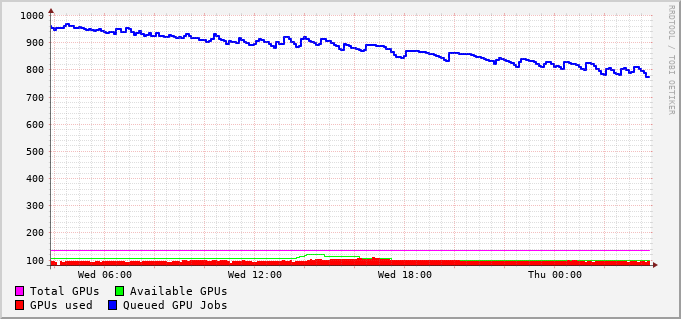 1000
900
800
700
600
500
400
300
200
100
Wed 06:00 Wed 12:00 Wed 18:00 Thu 00:00
Total GPUs Available GPUs
GPUs used Queued GPU Jobs
RRDTOOL / TOBI OETIKER